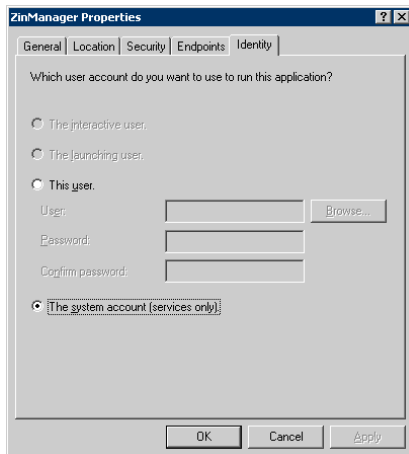 ZinManager Properties
General Location Security Endpoints Identity
Which user account do you want to use to run this application?
The interactive user.
The launching user.
This user.
User: Browse...
Password:
Confirm password:
The system account (services only).
OK Cancel Apply